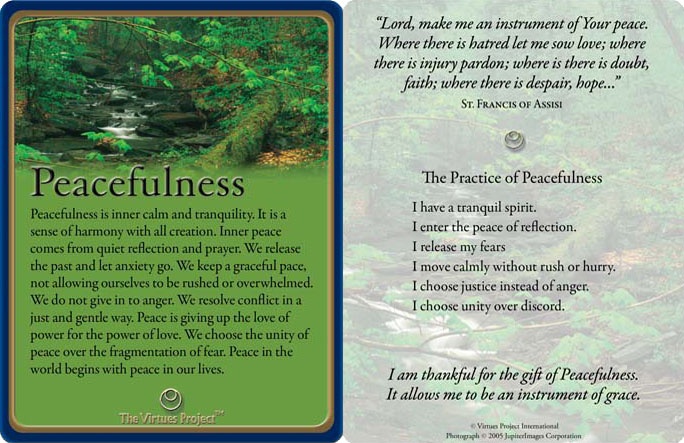 Peacefulness
Peacefulness is inner calm and tranquility. It is a
sense of harmony with all creation. Inner peace
comes from quiet reflection and prayer. We release
the past and let anxiety go. We keep a graceful pace,
not allowing ourselves to be rushed or overwhelmed.
We do not give in to anger. We resolve conflict in a
just and gentle way. Peace is giving up the love of
power for the power of love. We choose the unity of
peace over the fragmentation of fear. Peace in the
world begins with peace in our lives.
The Virtues Project™
“Lord, make me an instrument of Your peace.
Where there is hatred let me sow love; where
there is injury pardon; where is there is doubt,
faith; where there is despair, hope...”
St. Francis of Assisi
The Practice of Peacefulness
I have a tranquil spirit.
I enter the peace of reflection.
I release my fears
I move calmly without rush or hurry.
I choose justice instead of anger.
I choose unity over discord.
I am thankful for the gift of Peacefulness.
It allows me to be an instrument of grace.
© Virtues Project International
Photograph © 2005 JupiterImages Corporation